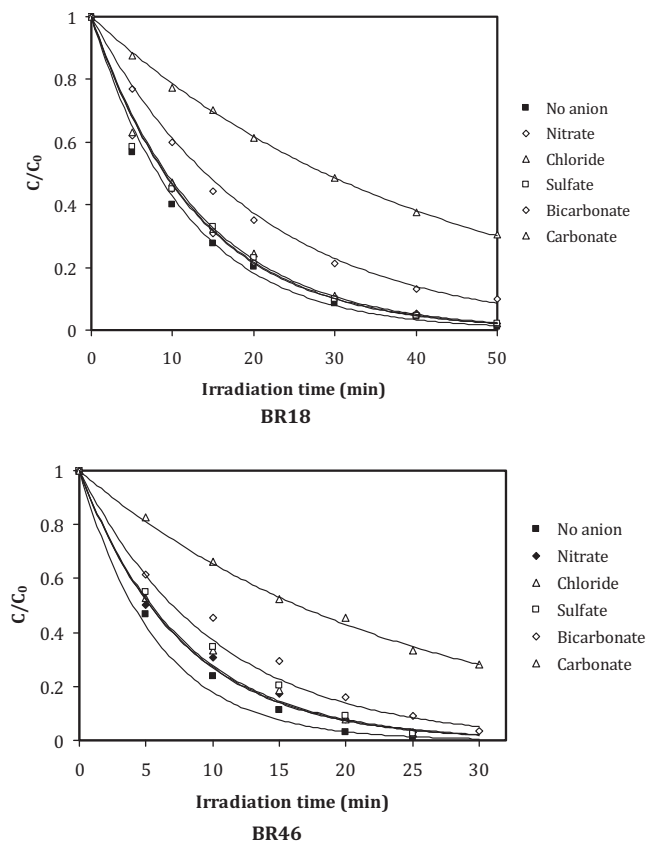 1
0.8
0.6
0.4
0.2
0
C/C0
0 10 20 30 40 50
Irradiation time (min)
BR18
No anion
Nitrate
Chloride
Sulfate
Bicarbonate
Carbonate
1
0.8
0.6
0.4
0.2
0
C/C0
0 5 10 15 20 25 30
Irradiation time (min)
BR46
No anion
Nitrate
Chloride
Sulfate
Bicarbonate
Carbonate